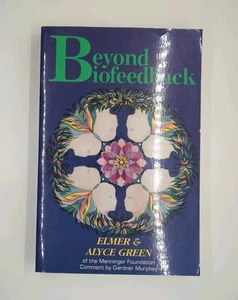 Beyond
Biofeedback
ELMER &
ALYCE GREEN
of the Menninger Foundation
Comment by Gardner Murphy